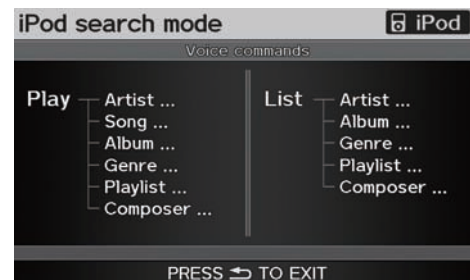 iPod search mode
iPod
Voice commands
Play
Artist ...
Song ...
Album ...
Genre ...
Playlist ...
Composer ...
List
Artist ...
Album ...
Genre ...
Playlist ...
Composer ...
PRESS TO EXIT